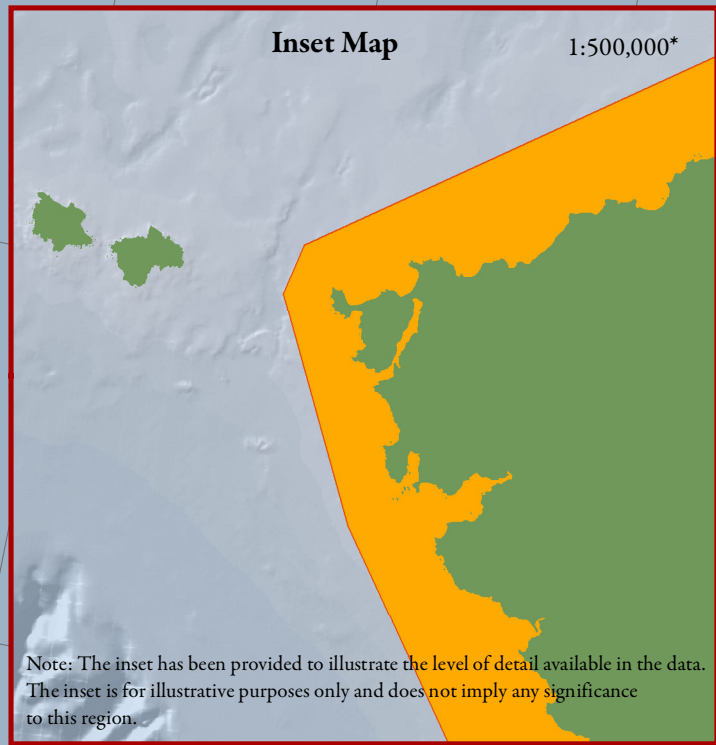 Inset Map
1:500,000*
Note: The inset has been provided to illustrate the level of detail available in the data.
The inset is for illustrative purposes only and does not imply any significance
to this region.